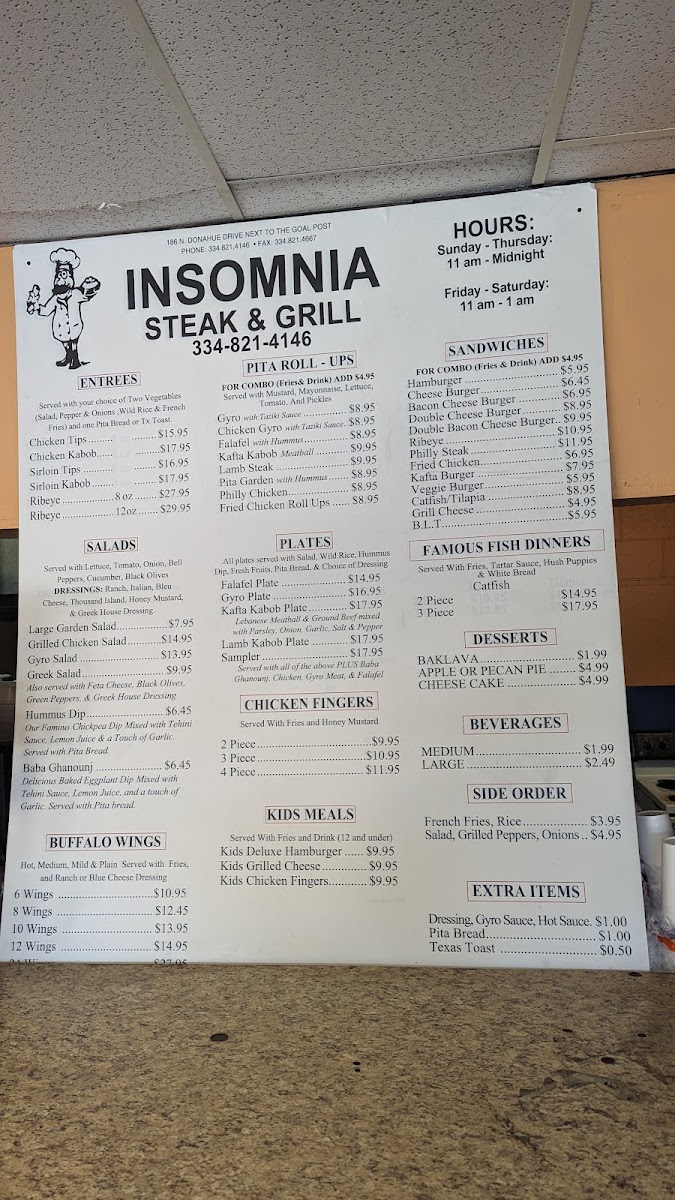 186 N. DONAHUE DRIVE NEXT TO THE GOAL POST
PHONE: 334.821.4146 • FAX: 334.821.4667
INSOMNIA
STEAK & GRILL
334-821-4146
HOURS:
Sunday - Thursday:
11 am - Midnight
Friday - Saturday:
11 am - 1 am
ENTREES
Served with your choice of Two Vegetables
(Salad, Pepper & Onions ,Wild Rice & French
Fries) and one Pita Bread or Tx Toast.
Chicken Tips $15.95
Chicken Kabob $17.95
Sirloin Tips $16.95
Sirloin Kabob $17.95
Ribeye 8 oz $27.95
Ribeye 12oz $29.95
SALADS
Served with Lettuce, Tomato, Onion, Bell
Peppers, Cucumber, Black Olives
DRESSINGS: Ranch, Italian, Bleu
Cheese, Thousand Island, Honey Mustard,
& Greek House Dressing
Large Garden Salad $7.95
Grilled Chicken Salad $14.95
Gyro Salad $13.95
Greek Salad $9.95
Also served with Feta Cheese, Black Olives,
Green Peppers, & Greek House Dressing
Hummus Dip $6.45
Our Famous Chickpea Dip Mixed with Tehini
Sauce, Lemon Juice & a Touch of Garlic.
Served with Pita Bread.
Baba Ghanounj $6.45
Delicious Baked Eggplant Dip Mixed with
Tehini Sauce, Lemon Juice, and a touch of
Garlic. Served with Pita bread.
BUFFALO WINGS
Hot, Medium, Mild & Plain Served with Fries,
and Ranch or Blue Cheese Dressing
6 Wings $10.95
8 Wings $12.45
10 Wings $13.95
12 Wings $14.95
24 Wings $27.95
PITA ROLL - UPS
FOR COMBO (Fries& Drink) ADD $4.95
Served with Mustard, Mayonnaise, Lettuce,
Tomato, And Pickles
Gyro with Taziki Sauce $8.95
Chicken Gyro with Taziki Sauce. $8.95
Falafel with Hummus $8.95
Kafta Kabob Meatball $9.95
Lamb Steak $9.95
Pita Garden with Hummus $8.95
Philly Chicken $8.95
Fried Chicken Roll Ups $8.95
PLATES
All plates served with Salad, Wild Rice, Hummus
Dip, Fresh Fruits, Pita Bread, & Choice of Dressing
Falafel Plate $14.95
Gyro Plate $16.95
Kafta Kabob Plate $17.95
Lebanese Meatball & Ground Beef mixed
with Parsley, Onion, Garlic, Salt & Pepper
Lamb Kabob Plate $17.95
Sampler $17.95
Served with all of the above PLUS Baba
Ghanounj, Chicken, Gyro Meat, & Falafel
CHICKEN FINGERS
Served With Fries and Honey Mustard
2 Piece $9.95
3 Piece $10.95
4 Piece $11.95
KIDS MEALS
Served With Fries and Drink (12 and under)
Kids Deluxe Hamburger $9.95
Kids Grilled Cheese $9.95
Kids Chicken Fingers $9.95
SANDWICHES
FOR COMBO (Fries & Drink) ADD $4.95
Hamburger $5.95
Cheese Burger $6.45
Bacon Cheese Burger $6.95
Double Cheese Burger $8.95
Double Bacon Cheese Burger.. $9.95
Ribeye $10.95
Philly Steak $11.95
Fried Chicken $6.95
Kafta Burger $7.95
Veggie Burger $5.95
Catfish/Tilapia $8.95
Grill Cheese $4.95
B.L.T. $5.95
FAMOUS FISH DINNERS
Served With Fries, Tartar Sauce, Hush Puppies
& White Bread
Catfish
2 Piece $14.95
3 Piece $17.95
DESSERTS
BAKLAVA $1.99
APPLE OR PECAN PIE $4.99
CHEESE CAKE $4.99
BEVERAGES
MEDIUM $1.99
LARGE $2.49
SIDE ORDER
French Fries, Rice $3.95
Salad, Grilled Peppers, Onions .. $4.95
EXTRA ITEMS
Dressing, Gyro Sauce, Hot Sauce. $1.00
Pita Bread $1.00
Texas Toast $0.50